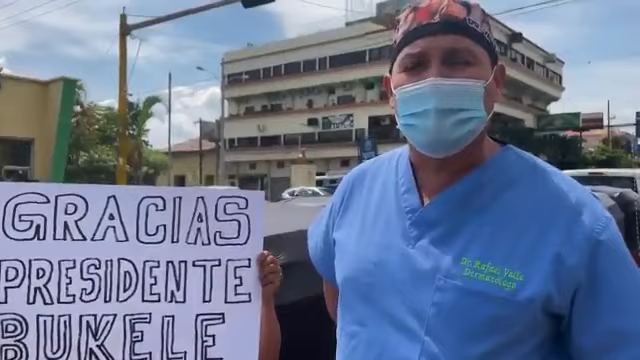 GRACIAS
PRESIDENTE
BUKELE
Dr. Rafael Valle
Dermatólogo